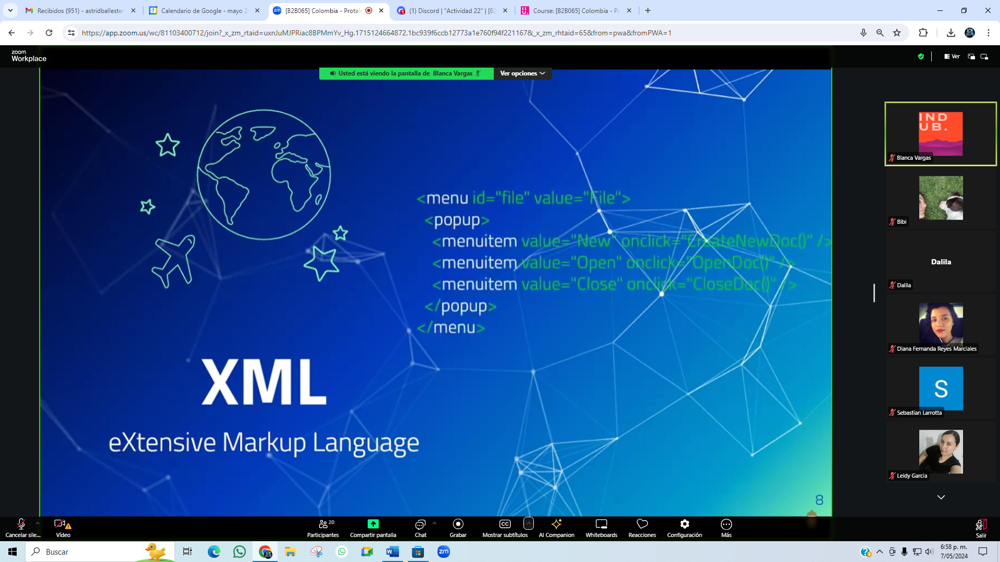 Recibidos (951) - astridballester
Calendario de Google - mayo 2
[B2B065] Colombia - Protale
(1) Discord | "Actividad 22" | [B2
Course: [B2B065] Colombia - Pr
https://app.zoom.us/wc/81103400712/join?_x_zm_rtaid=uxnJuMJPRiac8BPMmYv_Hg.1715124664872.1bc939f6ccb12773a1e760f94f221167&_x_zm_rhtaid=65&from=pwa&fromPWA=1
zoom
Workplace
Ver
Usted está viendo la pantalla de Blanca Vargas
Ver opciones
<menu id="file" value="File">
<popup>
<menuitem value="New" onclick="CreateNewDoc()" />
<menuitem value="Open" onclick="OpenDoc()" />
<menuitem value="Close" onclick="CloseDoc()" />
</popup>
</menu>
XML
eXtensive Markup Language
8
IND
UB.
Blanca Vargas
Bibi
Dalila
Dalila
Diana Fernanda Reyes Marciales
S
Sebastian Larrotta
Leidy Garcia
Cancelar sile...
Vídeo
20
Participantes
Compartir pantalla
Chat
Grabar
CC
Mostrar subtítulos
AI Companion
Whiteboards
Reacciones
Configuración
Más
Salir
Buscar
6:58 p. m.
7/05/2024